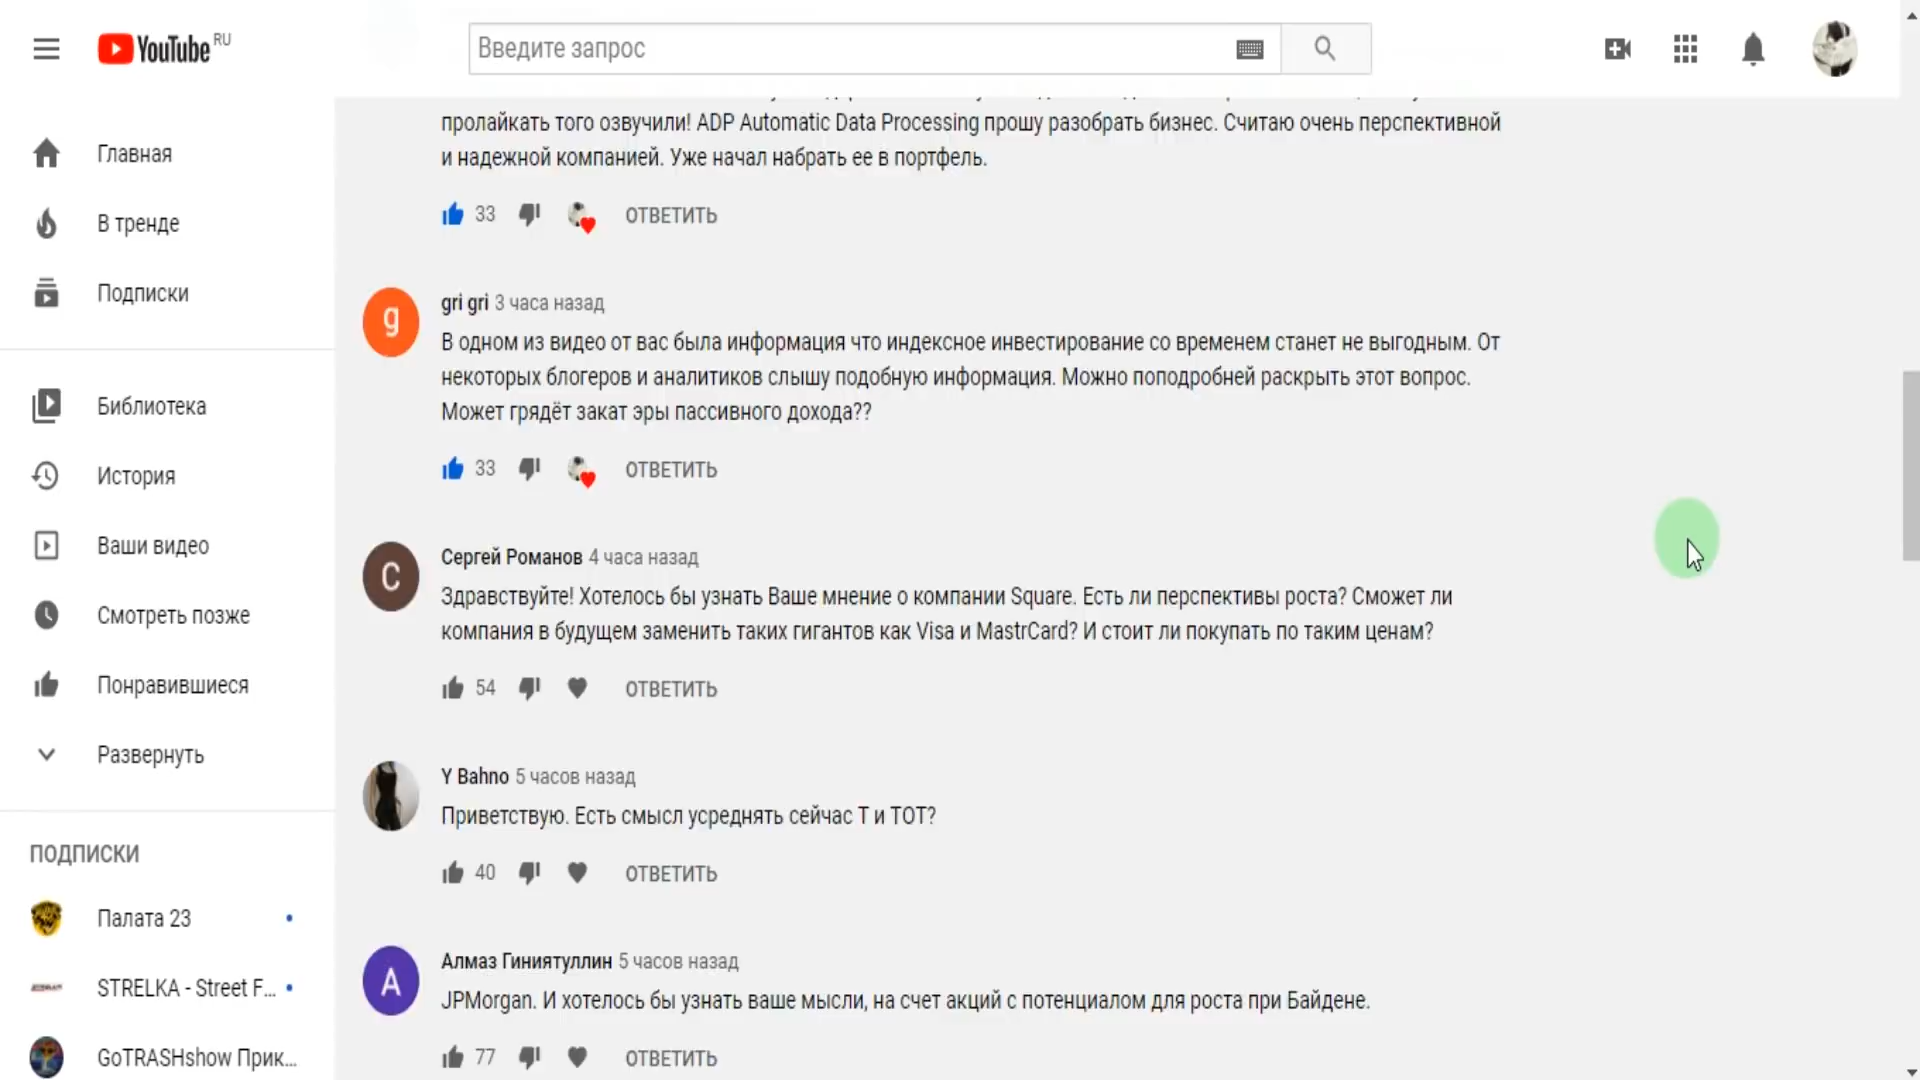 YouTube RU
Введите запрос
Главная
В тренде
Подписки
Библиотека
История
Ваши видео
Смотреть позже
Понравившиеся
Развернуть
ПОДПИСКИ
Палата 23
STRELKA - Street F...
GoTRASHshow Прик...
пролайкать того озвучили! ADP Automatic Data Processing прошу разобрать бизнес. Считаю очень перспективной
и надежной компанией. Уже начал набрать ее в портфель.
33 ОТВЕТИТЬ
g
gri gri 3 часа назад
В одном из видео от вас была информация что индексное инвестирование со временем станет не выгодным. От
некоторых блогеров и аналитиков слышу подобную информация. Можно поподробней раскрыть этот вопрос.
Может грядёт закат эры пассивного дохода??
33 ОТВЕТИТЬ
С
Сергей Романов 4 часа назад
Здравствуйте! Хотелось бы узнать Ваше мнение о компании Square. Есть ли перспективы роста? Сможет ли
компания в будущем заменить таких гигантов как Visa и MastrCard? И стоит ли покупать по таким ценам?
54 ОТВЕТИТЬ
Y Bahno 5 часов назад
Приветствую. Есть смысл усреднять сейчас Т и ТОТ?
40 ОТВЕТИТЬ
А
Алмаз Гиниятуллин 5 часов назад
JPMorgan. И хотелось бы узнать ваше мысли, на счет акций с потенциалом для роста при Байдене.
77 ОТВЕТИТЬ